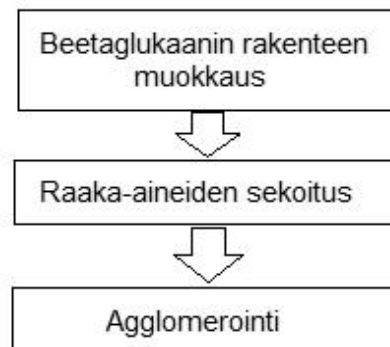 Beetaglukaanin rakenteen
muokkaus
Raaka-aineiden sekoitus
Agglomerointi